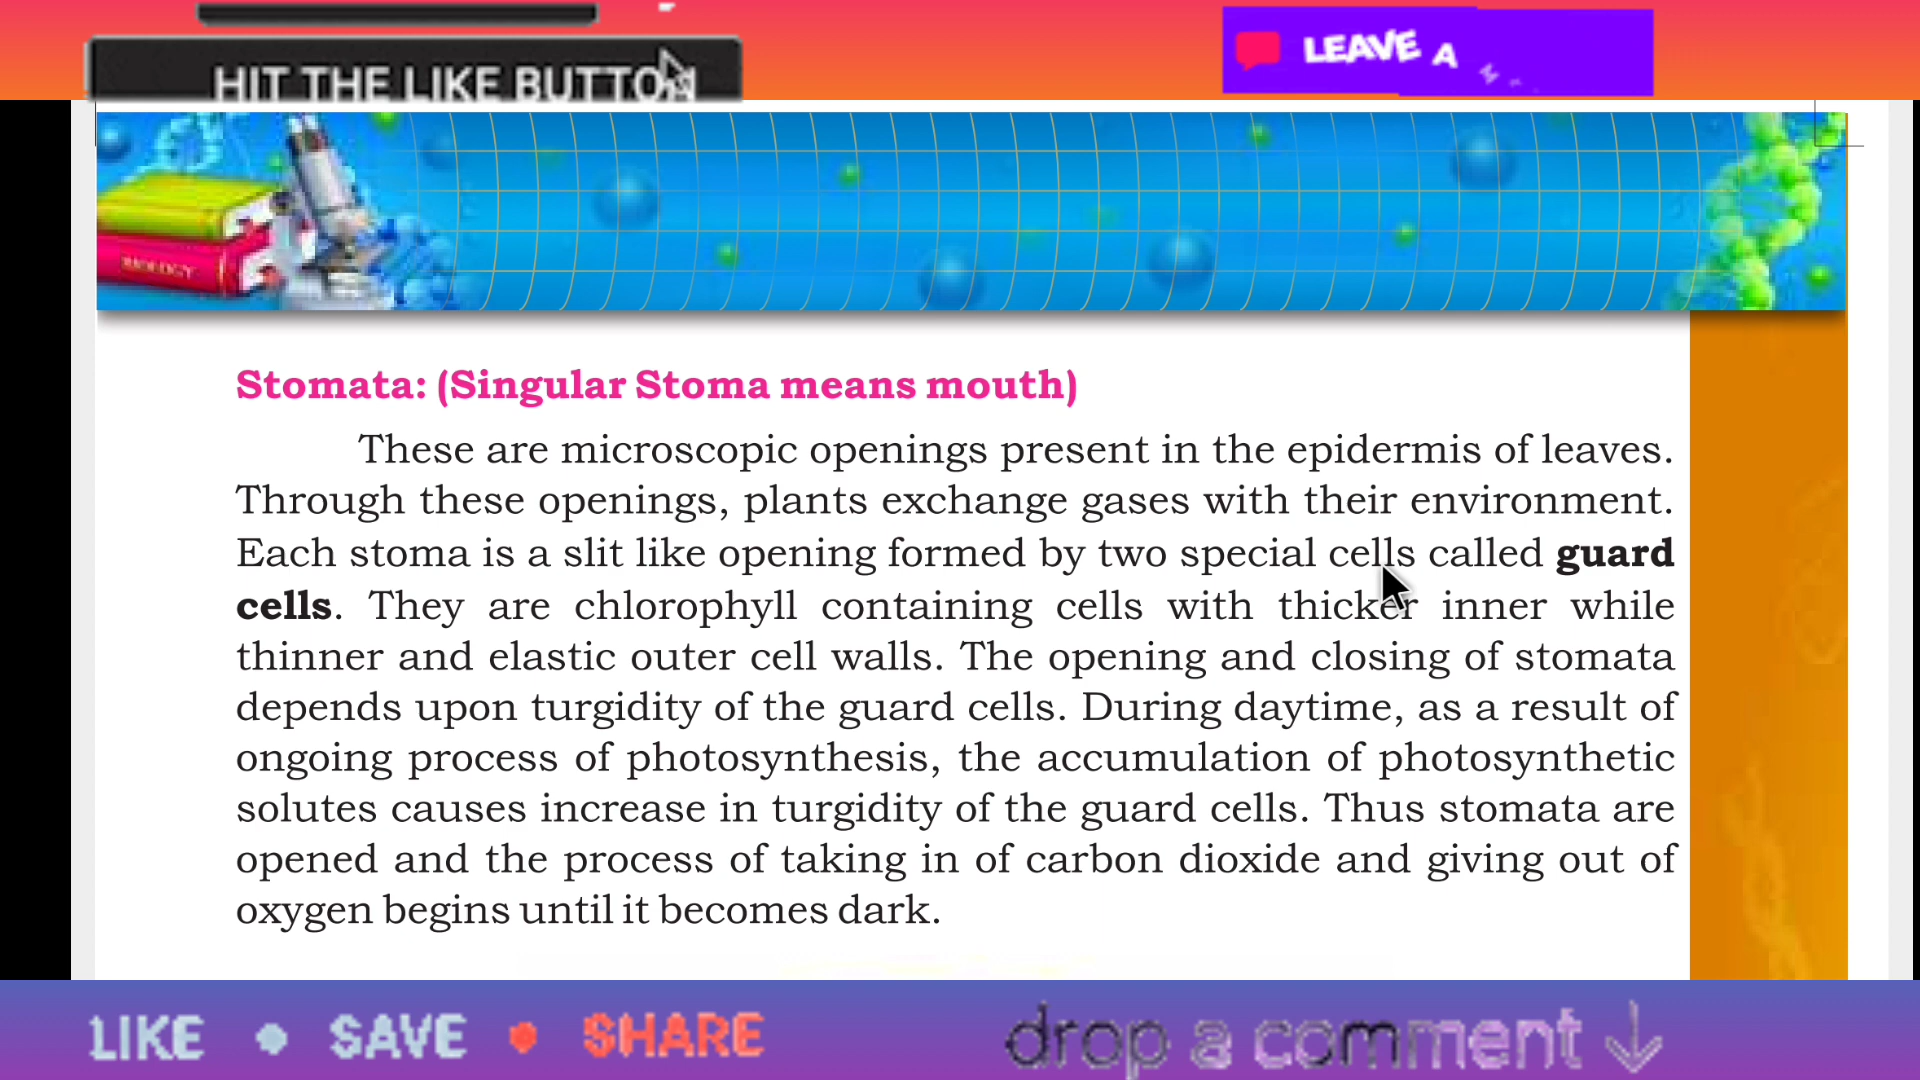 HIT THE LIKE BUTTON
LEAVE A
BIOLOGY
Stomata: (Singular Stoma means mouth)
These are microscopic openings present in the epidermis of leaves.
Through these openings, plants exchange gases with their environment.
Each stoma is a slit like opening formed by two special cells called guard
cells. They are chlorophyll containing cells with thicker inner while
thinner and elastic outer cell walls. The opening and closing of stomata
depends upon turgidity of the guard cells. During daytime, as a result of
ongoing process of photosynthesis, the accumulation of photosynthetic
solutes causes increase in turgidity of the guard cells. Thus stomata are
opened and the process of taking in of carbon dioxide and giving out of
oxygen begins until it becomes dark.
LIKE SAVE SHARE
drop a comment